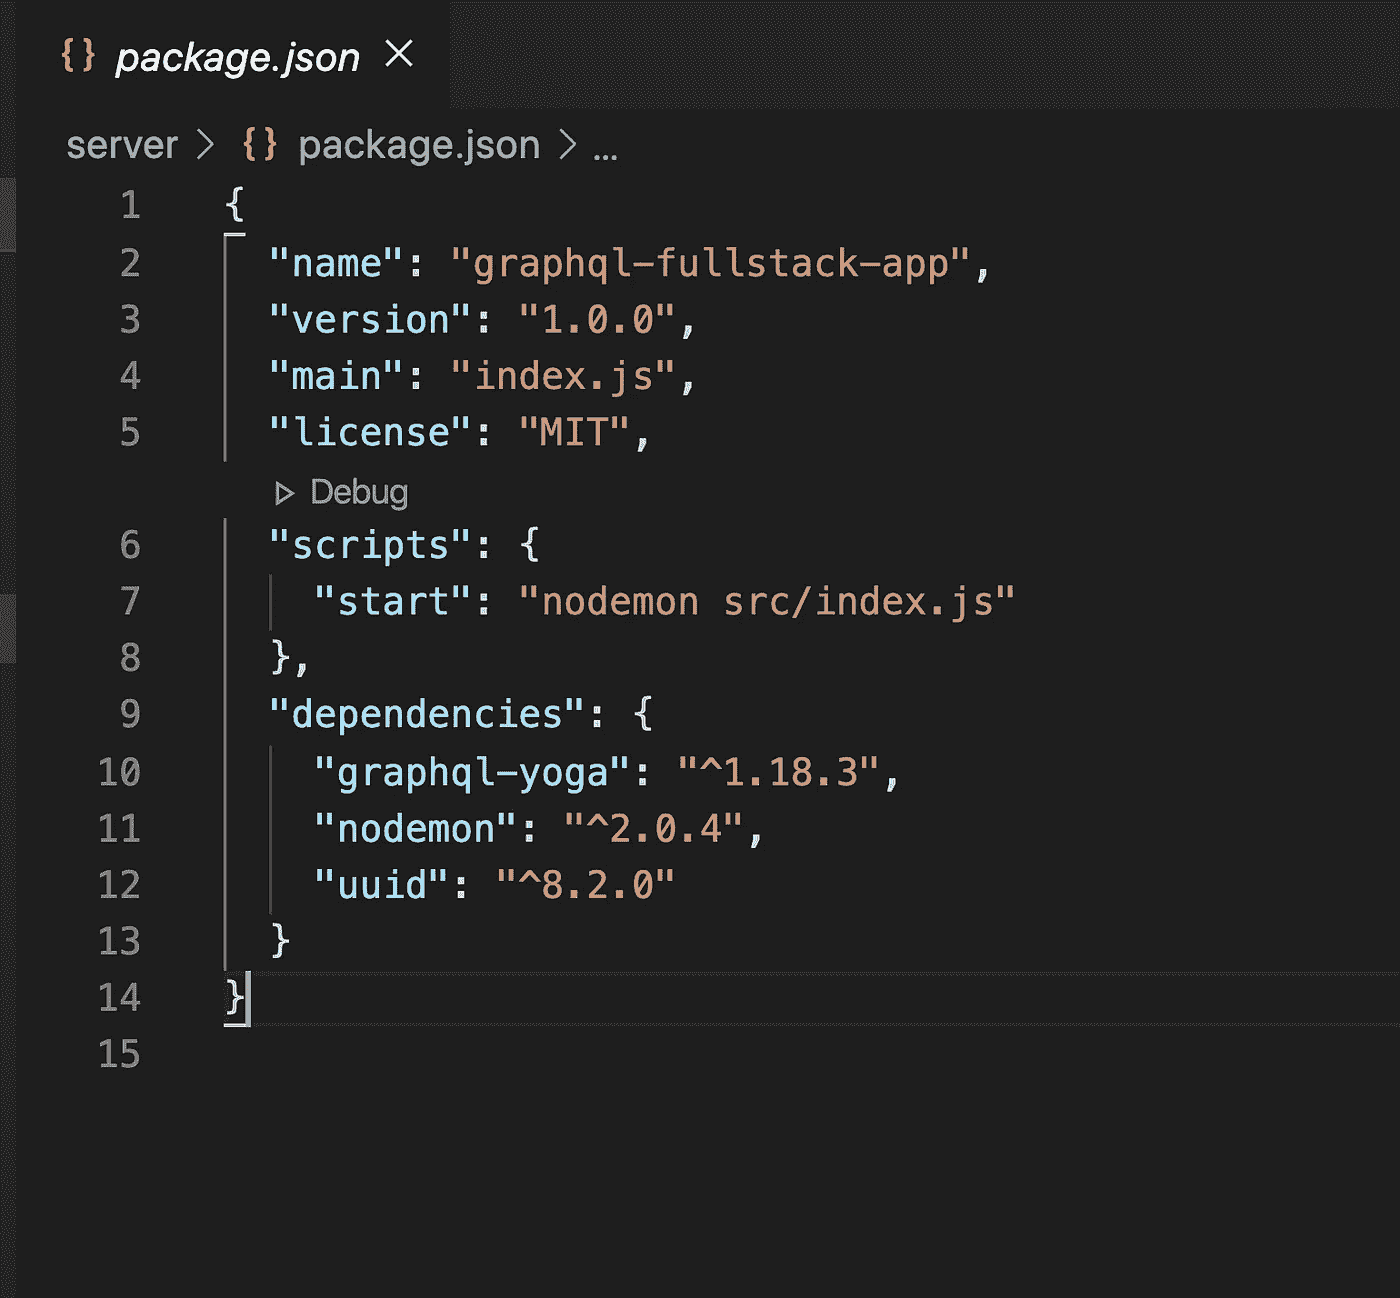 {} package.json ×
server > {} package.json > ...
1 {
2 "name": "graphql-fullstack-app",
3 "version": "1.0.0",
4 "main": "index.js",
5 "license": "MIT",
▷ Debug
6 "scripts": {
7 "start": "nodemon src/index.js"
8 },
9 "dependencies": {
10 "graphql-yoga": "^1.18.3",
11 "nodemon": "^2.0.4",
12 "uuid": "^8.2.0"
13 }
14 }
15